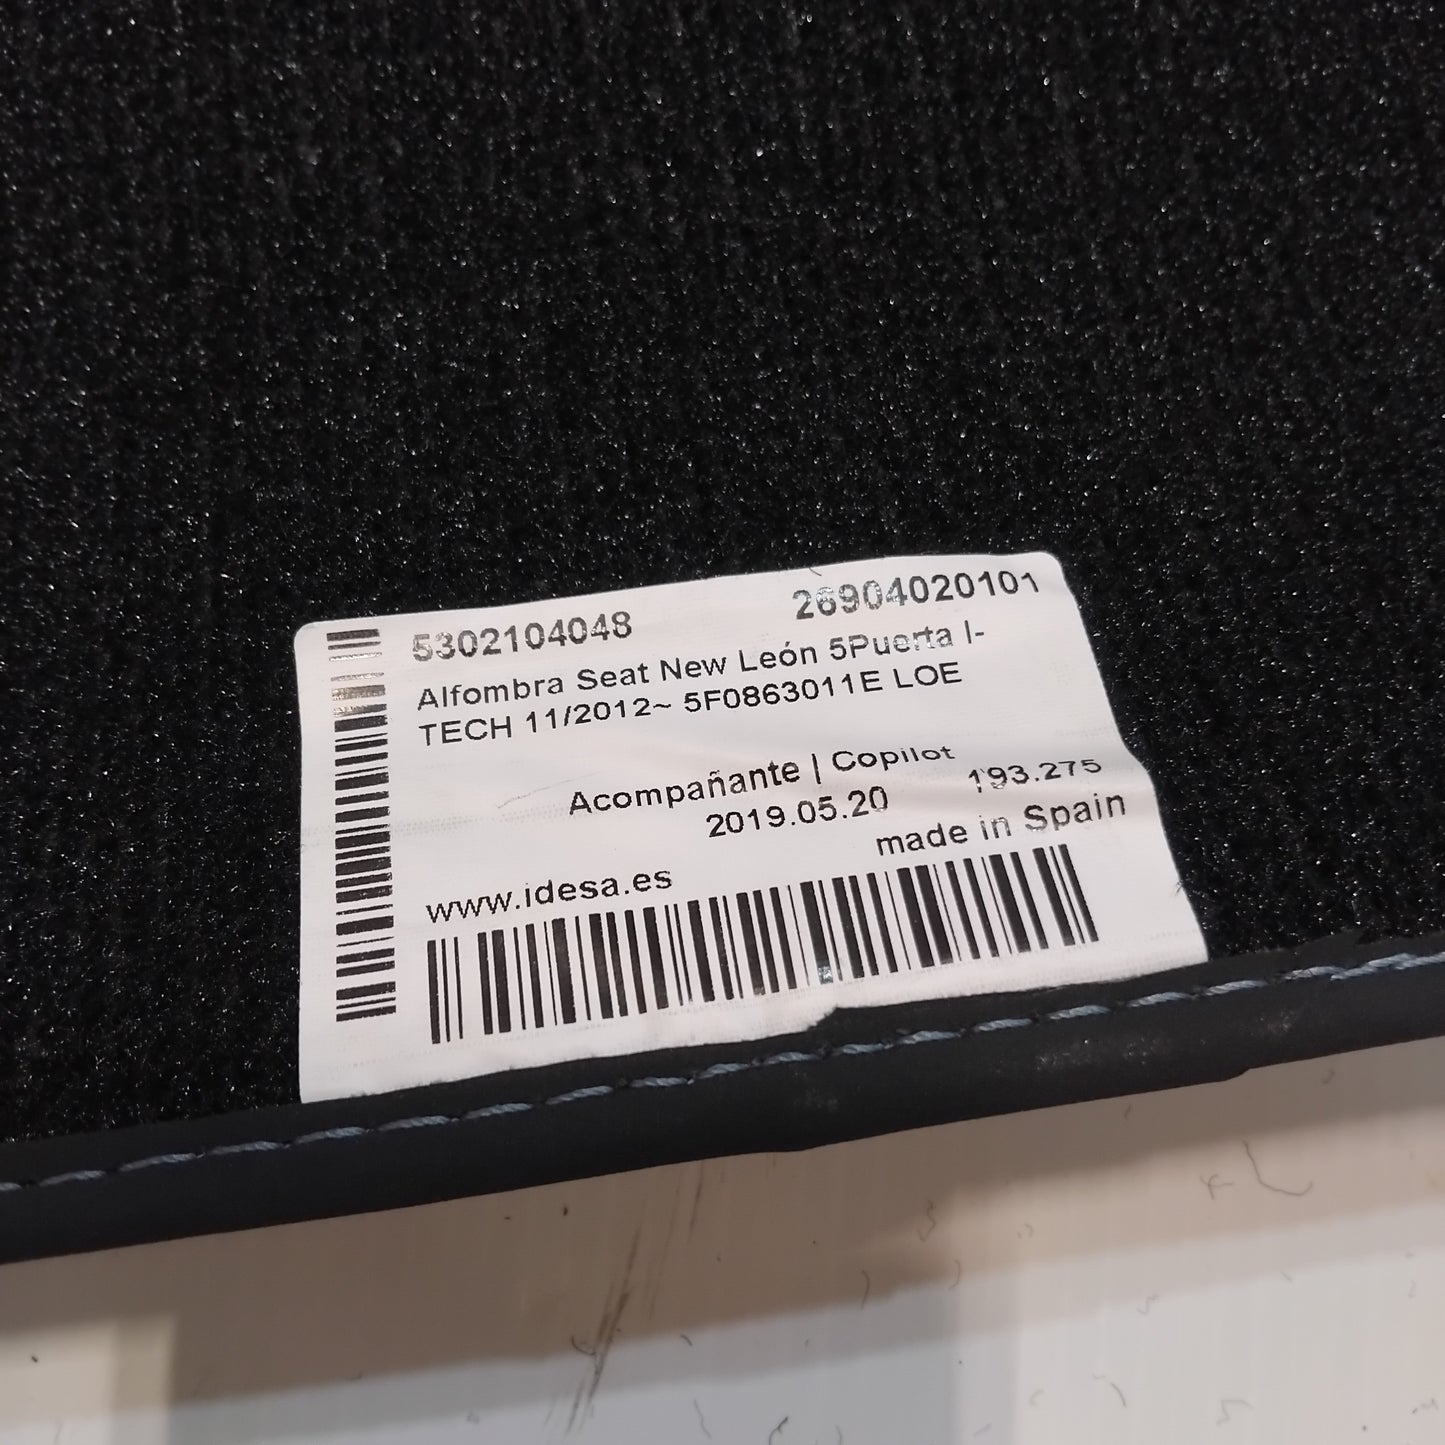 5302104048 26904020101
Alfombra Seat New León 5Puerta I-
TECH 11/2012~ 5F0863011E LOE
Acompañante | Copilot
2019.05.20 193.275
www.idesa.es made in Spain